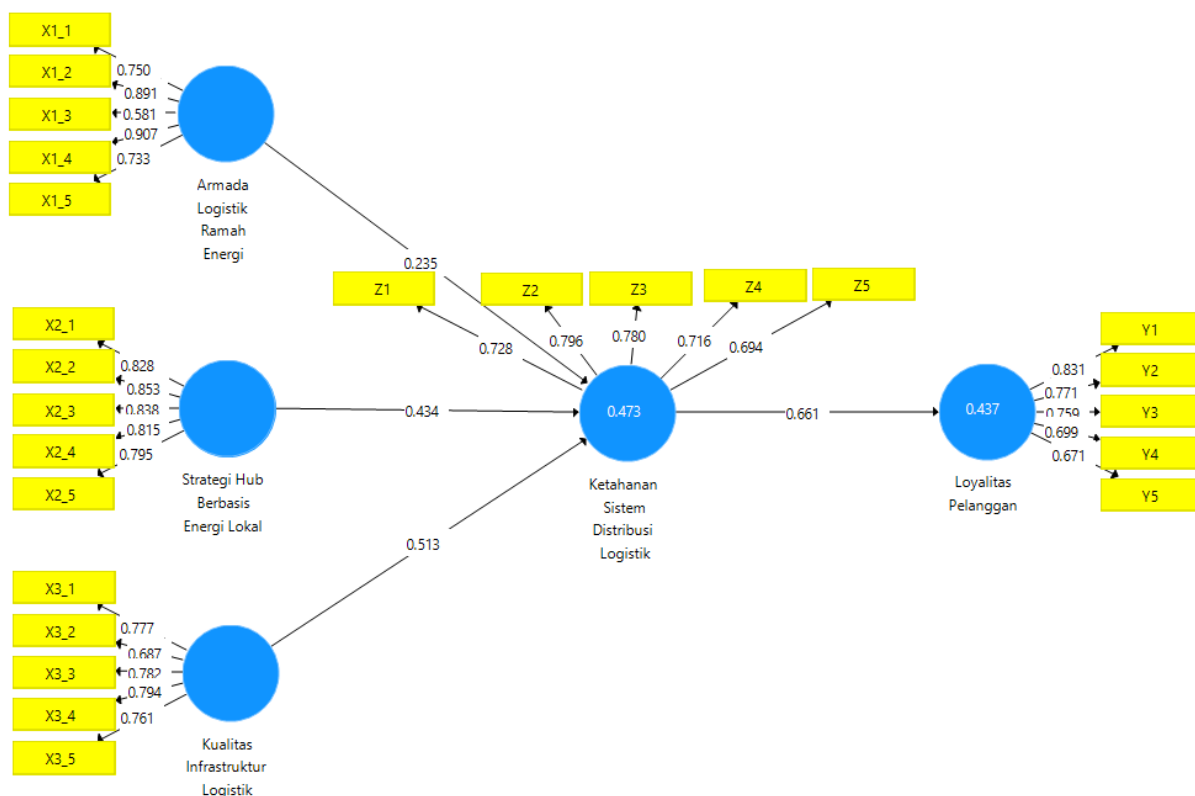 X1_1
X1_2
X1_3
X1_4
X1_5
0.750
0.891
0.581
0.907
0.733
Armada
Logistik
Ramah
Energi
0.235
X2_1
X2_2
X2_3
X2_4
X2_5
0.828
0.853
0.838
0.815
0.795
Strategi Hub
Berbasis
Energi Lokal
0.434
X3_1
X3_2
X3_3
X3_4
X3_5
0.777
0.687
0.782
0.794
0.761
Kualitas
Infrastruktur
Logistik
0.513
Z1
Z2
Z3
Z4
Z5
0.728
0.796
0.780
0.716
0.694
0.473
Ketahanan
Sistem
Distribusi
Logistik
0.661
0.437
Loyalitas
Pelanggan
0.831
0.771
0.759
0.699
0.671
Y1
Y2
Y3
Y4
Y5